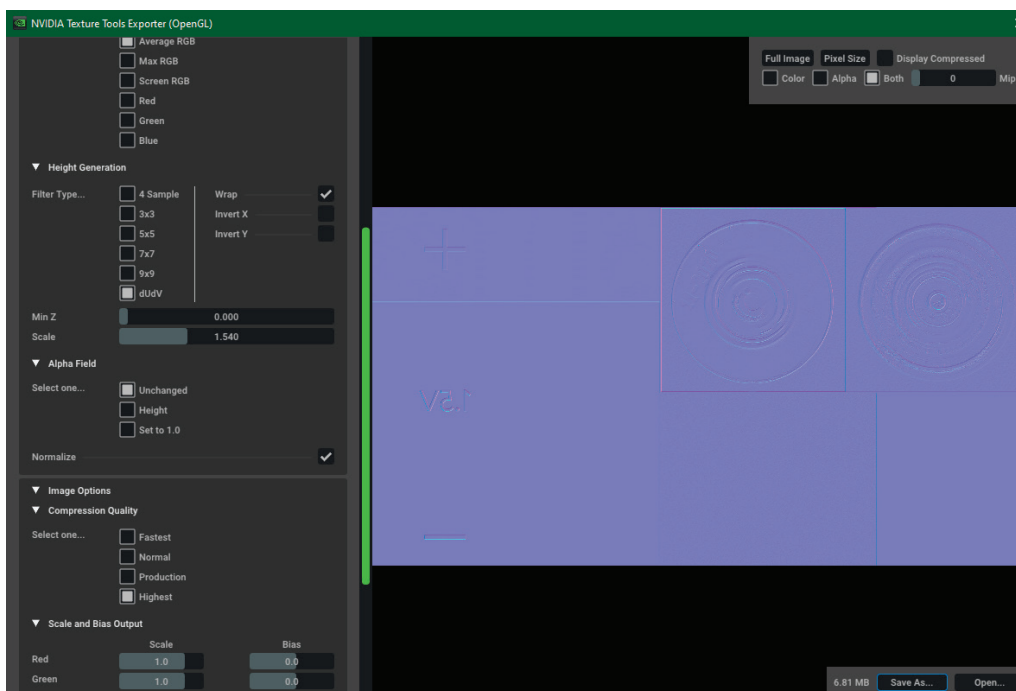 NVIDIA Texture Tools Exporter (OpenGL)
Average RGB
Max RGB
Screen RGB
Red
Green
Blue
Height Generation
Filter Type...
4 Sample
3x3
5x5
7x7
9x9
dUdV
Wrap
Invert X
Invert Y
Min Z 0.000
Scale 1.540
Alpha Field
Select one...
Unchanged
Height
Set to 1.0
Normalize
Image Options
Compression Quality
Select one...
Fastest
Normal
Production
Highest
Scale and Bias Output
Scale Bias
Red 1.0 0.0
Green 1.0 0.0
Full Image Pixel Size Display Compressed
Color Alpha Both 0 Mip
+
1.5V
—
6.81 MB Save As... Open...